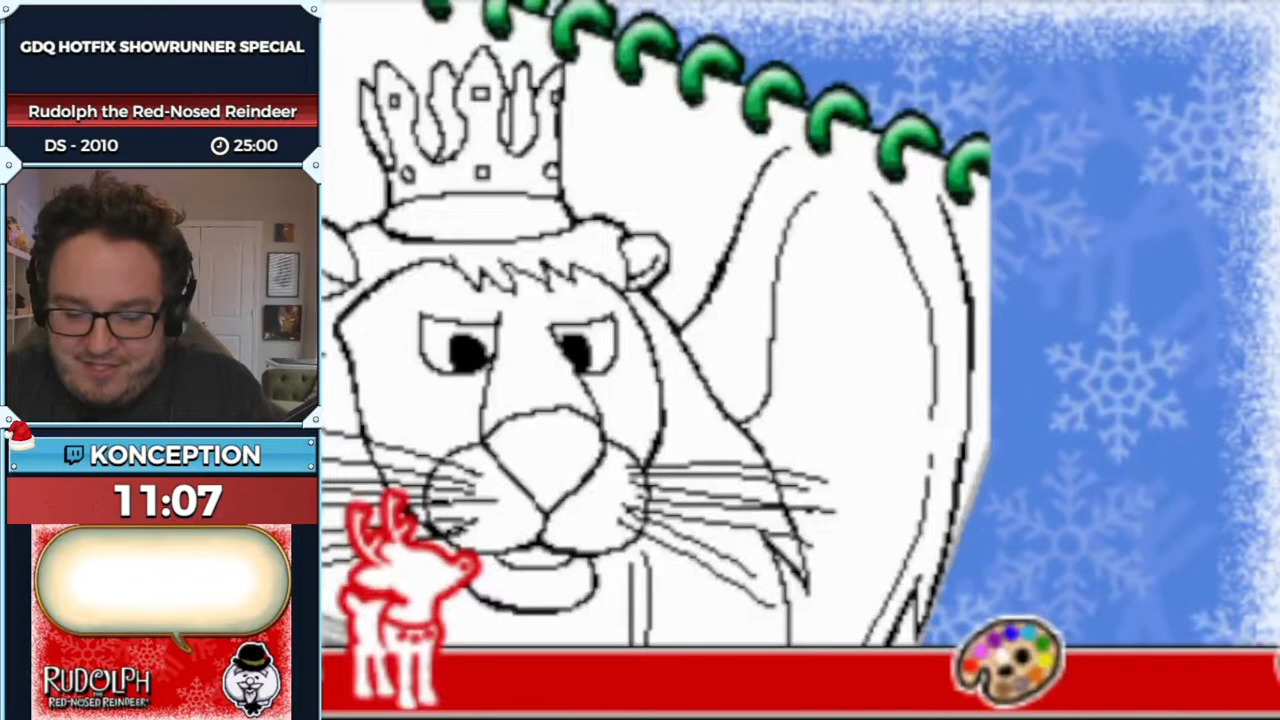 GDQ HOTFIX SHOWRUNNER SPECIAL
Rudolph the Red-Nosed Reindeer
DS - 2010 25:00
KONCEPTION
11:07
RUDOLPH
THE
RED-NOSED REINDEER